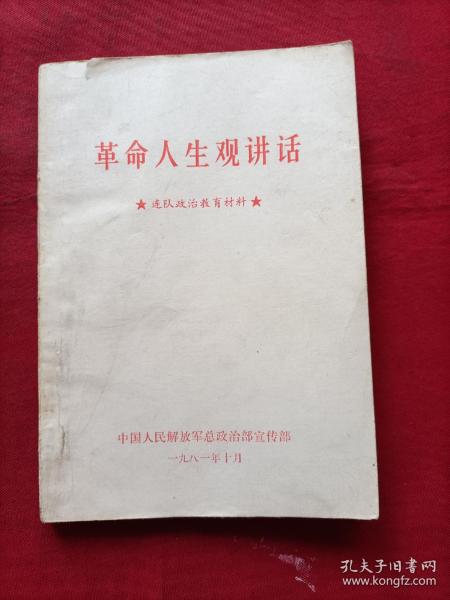 革命人生观讲话
★连队政治教育材料★
中国人民解放军总政治部宣传部
一九八一年十月
孔夫子旧书网
www.kongfz.com